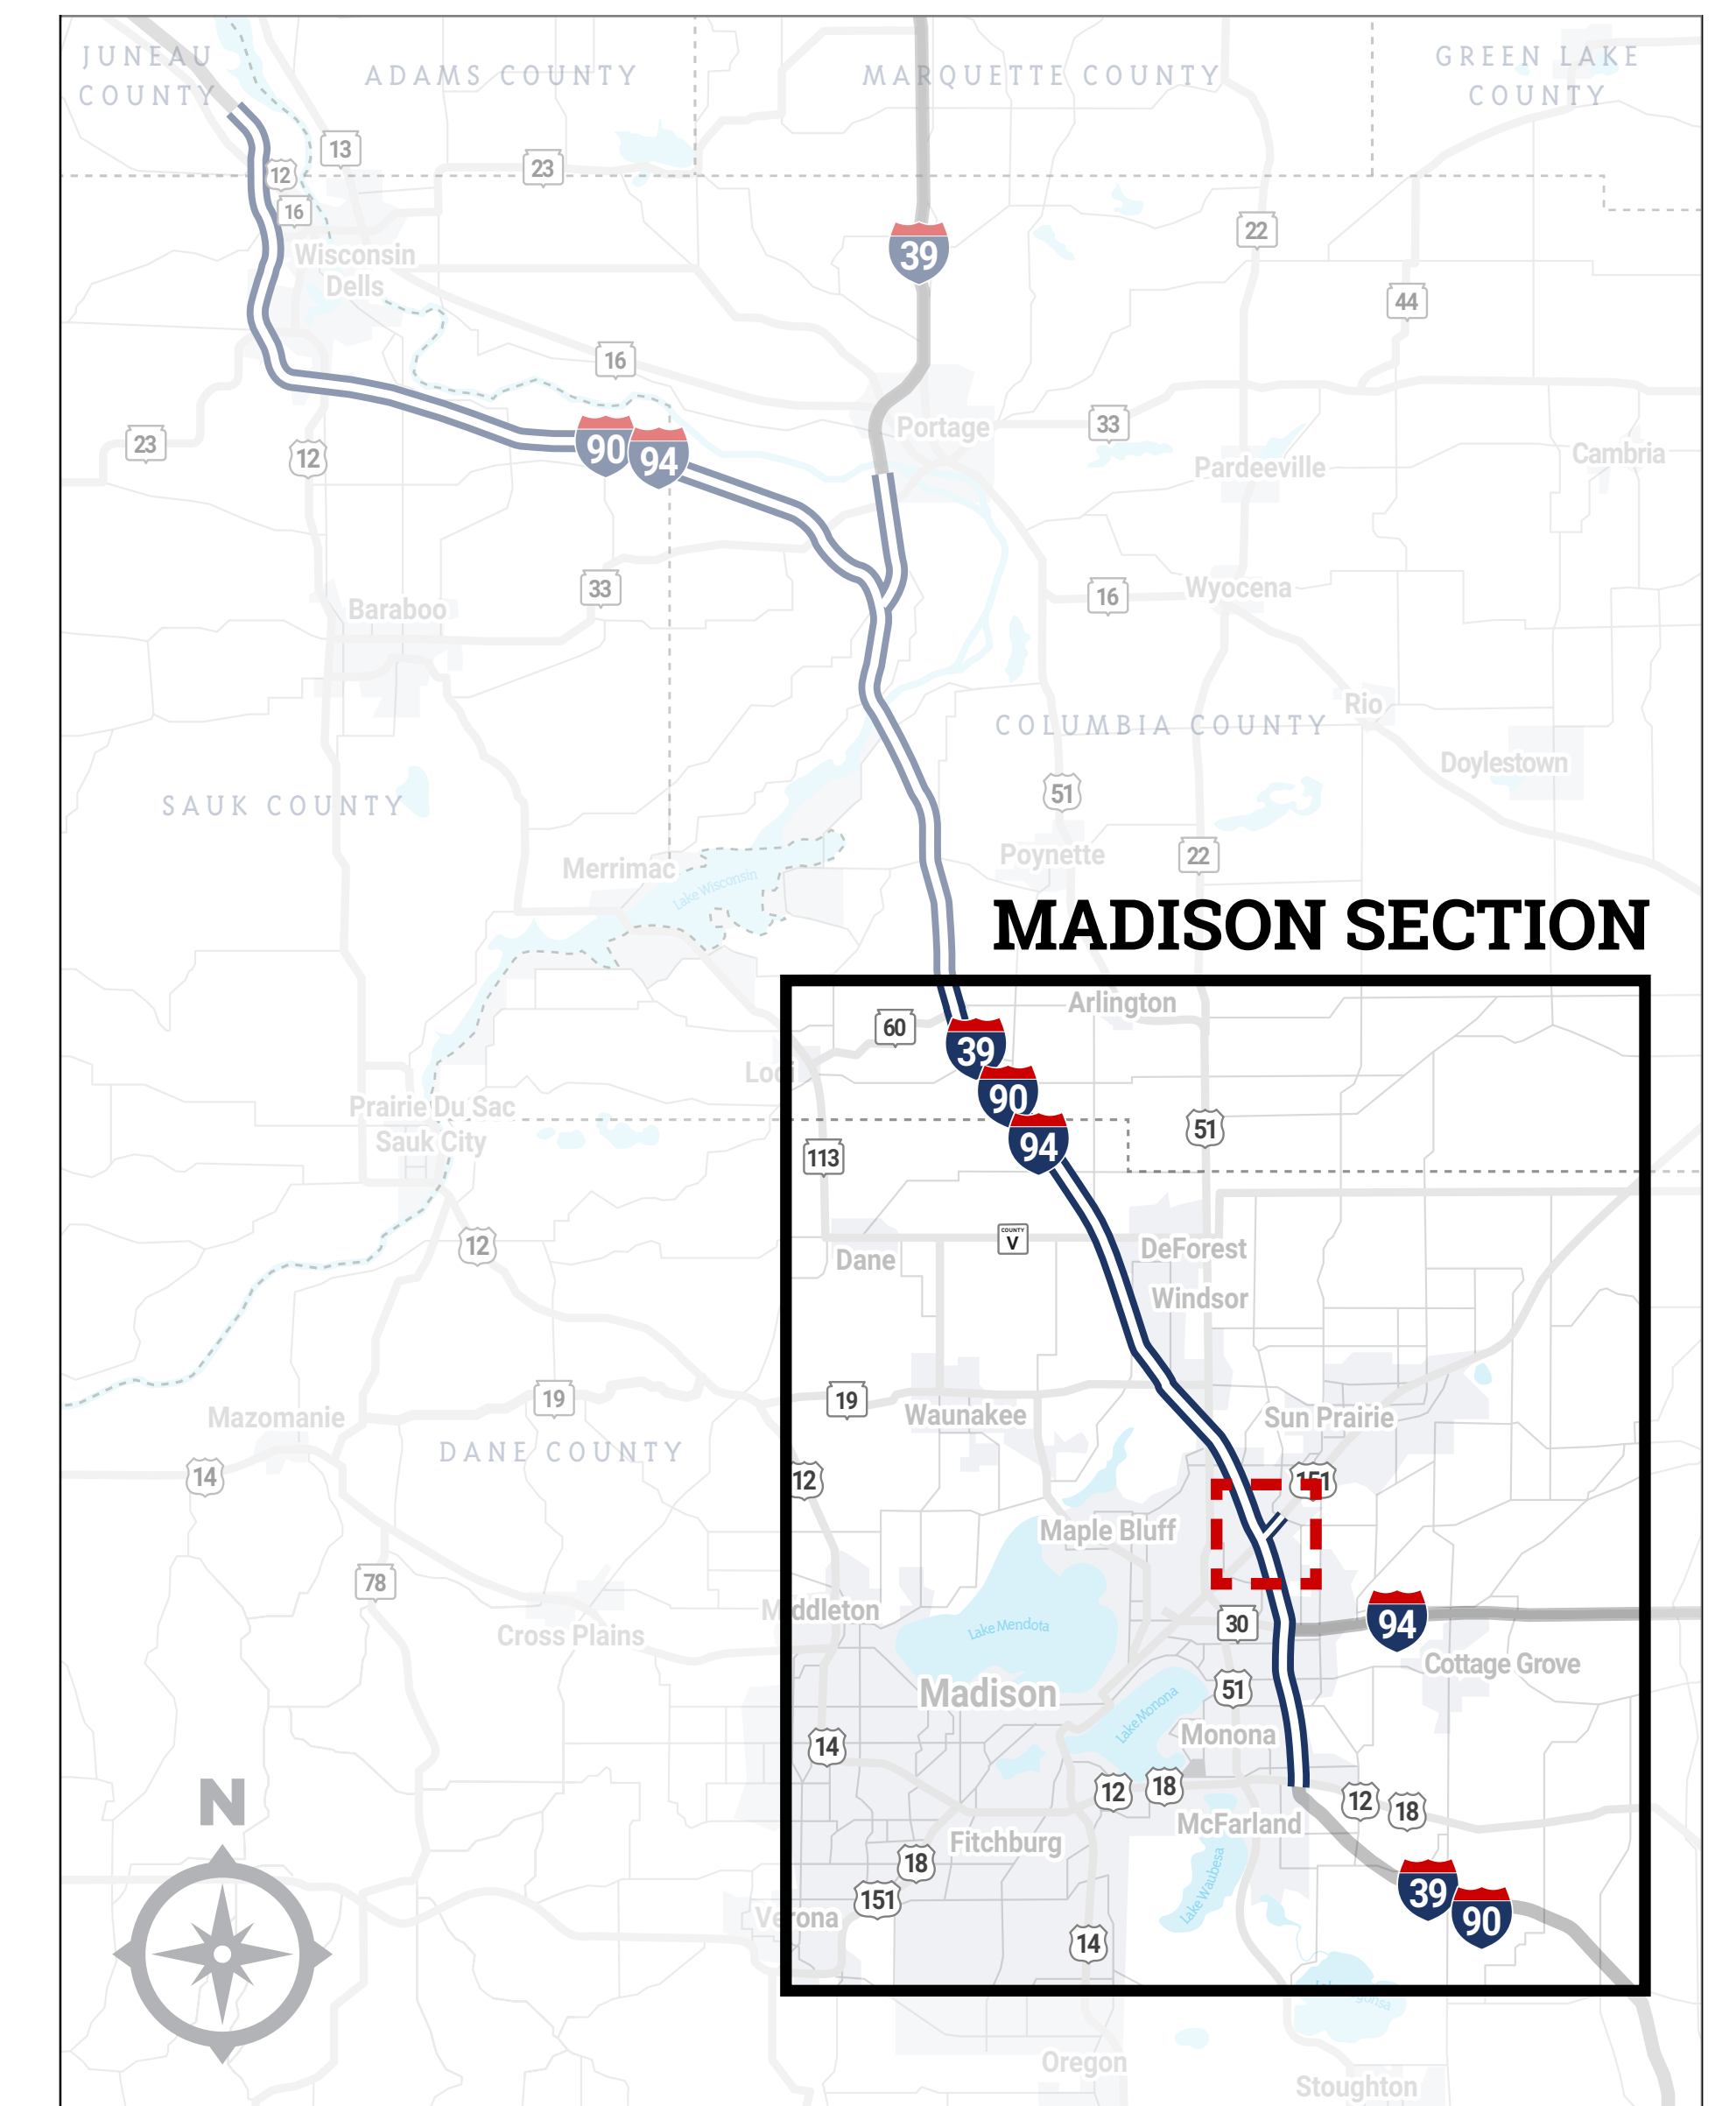 JUNEAU
COUNTY
ADAMS COUNTY
MARQUETTE COUNTY
GREEN LAKE
COUNTY
13
12
23
16
22
39
Wisconsin
Dells
44
16
33
Portage
23
12
90
94
Pardeeville
Cambria
33
16
Wyocena
Baraboo
Rio
COLUMBIA COUNTY
Doylestown
SAUK COUNTY
51
Poynette
22
Merrimac
Lake Wisconsin
MADISON SECTION
Arlington
60
39
Lodi
90
Prairie Du Sac
Sauk City
94
51
113
12
COUNTY
V
Dane
DeForest
Windsor
19
19
Mazomanie
Waunakee
Sun Prairie
DANE COUNTY
14
12
151
Maple Bluff
78
Middleton
Cross Plains
Lake Mendota
30
94
Cottage Grove
Madison
51
Lake Monona
Monona
14
N
12
18
12
18
McFarland
Fitchburg
18
151
Lake Waubesa
39
90
Verona
14
Oregon
Stoughton